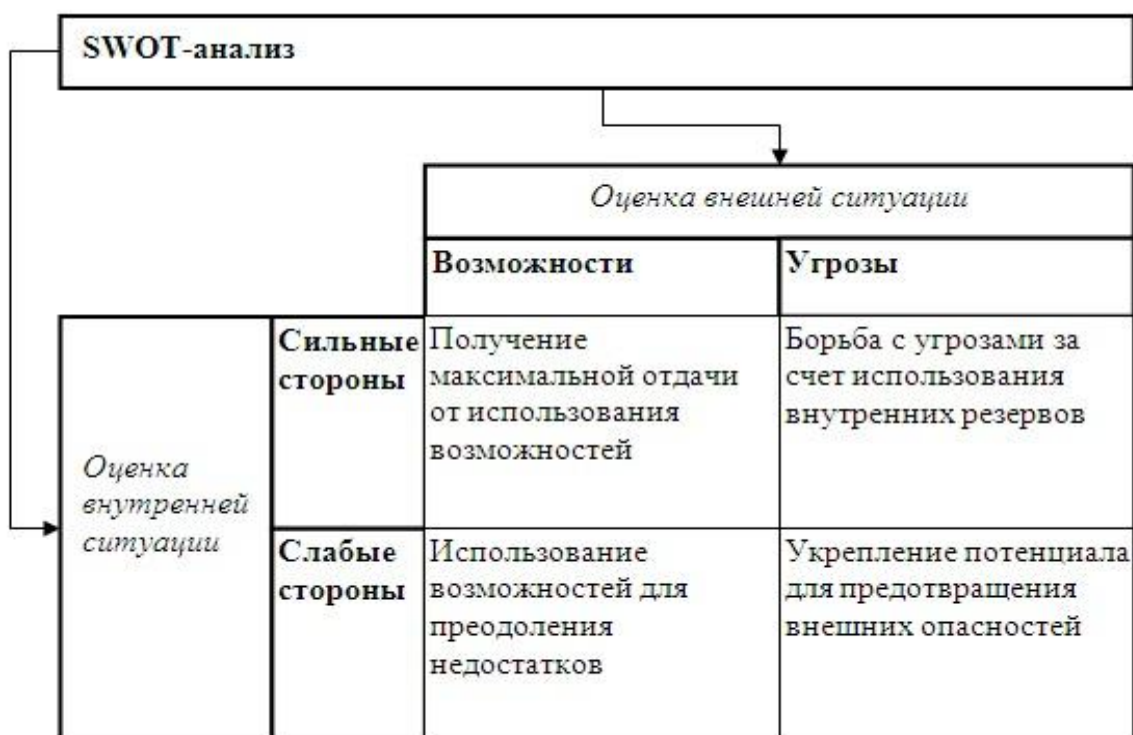 SWOT-анализ
Оценка внешней ситуации
Возможности
Угрозы
Оценка
внутренней
ситуации
Сильные
стороны
Получение
максимальной отдачи
от использования
возможностей
Борьба с угрозами за
счет использования
внутренних резервов
Слабые
стороны
Использование
возможностей для
преодоления
недостатков
Укрепление потенциала
для предотвращения
внешних опасностей